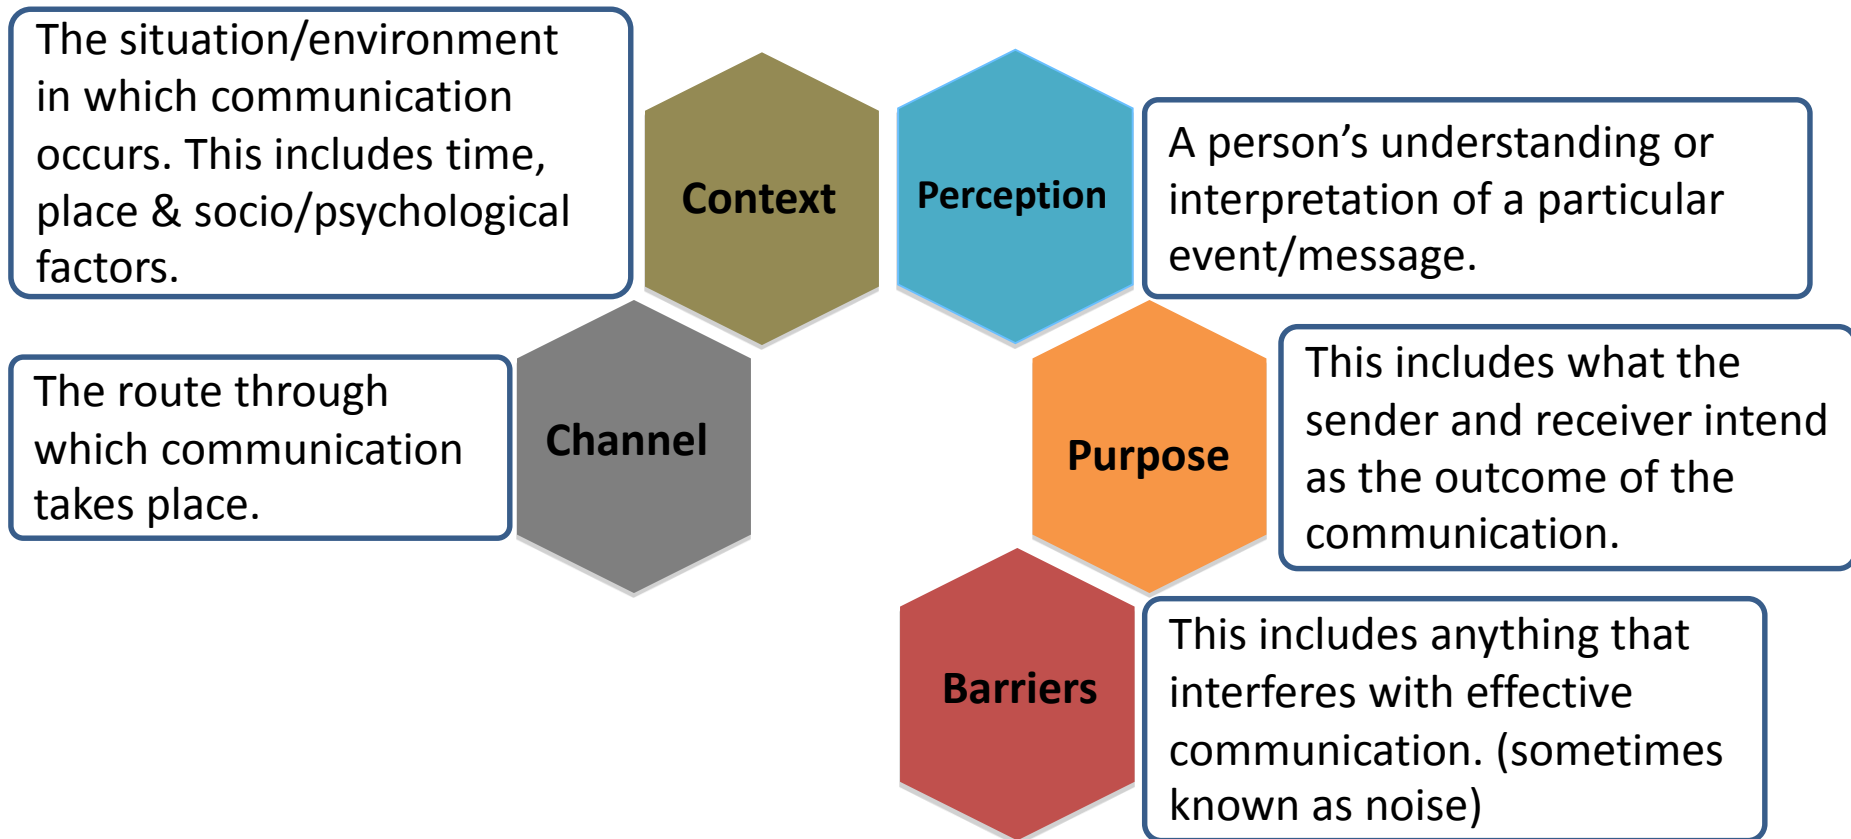 The situation/environment
in which communication
occurs. This includes time,
place & socio/psychological
factors.
Context
Perception
A person’s understanding or
interpretation of a particular
event/message.
The route through
which communication
takes place.
Channel
Purpose
This includes what the
sender and receiver intend
as the outcome of the
communication.
Barriers
This includes anything that
interferes with effective
communication. (sometimes
known as noise)